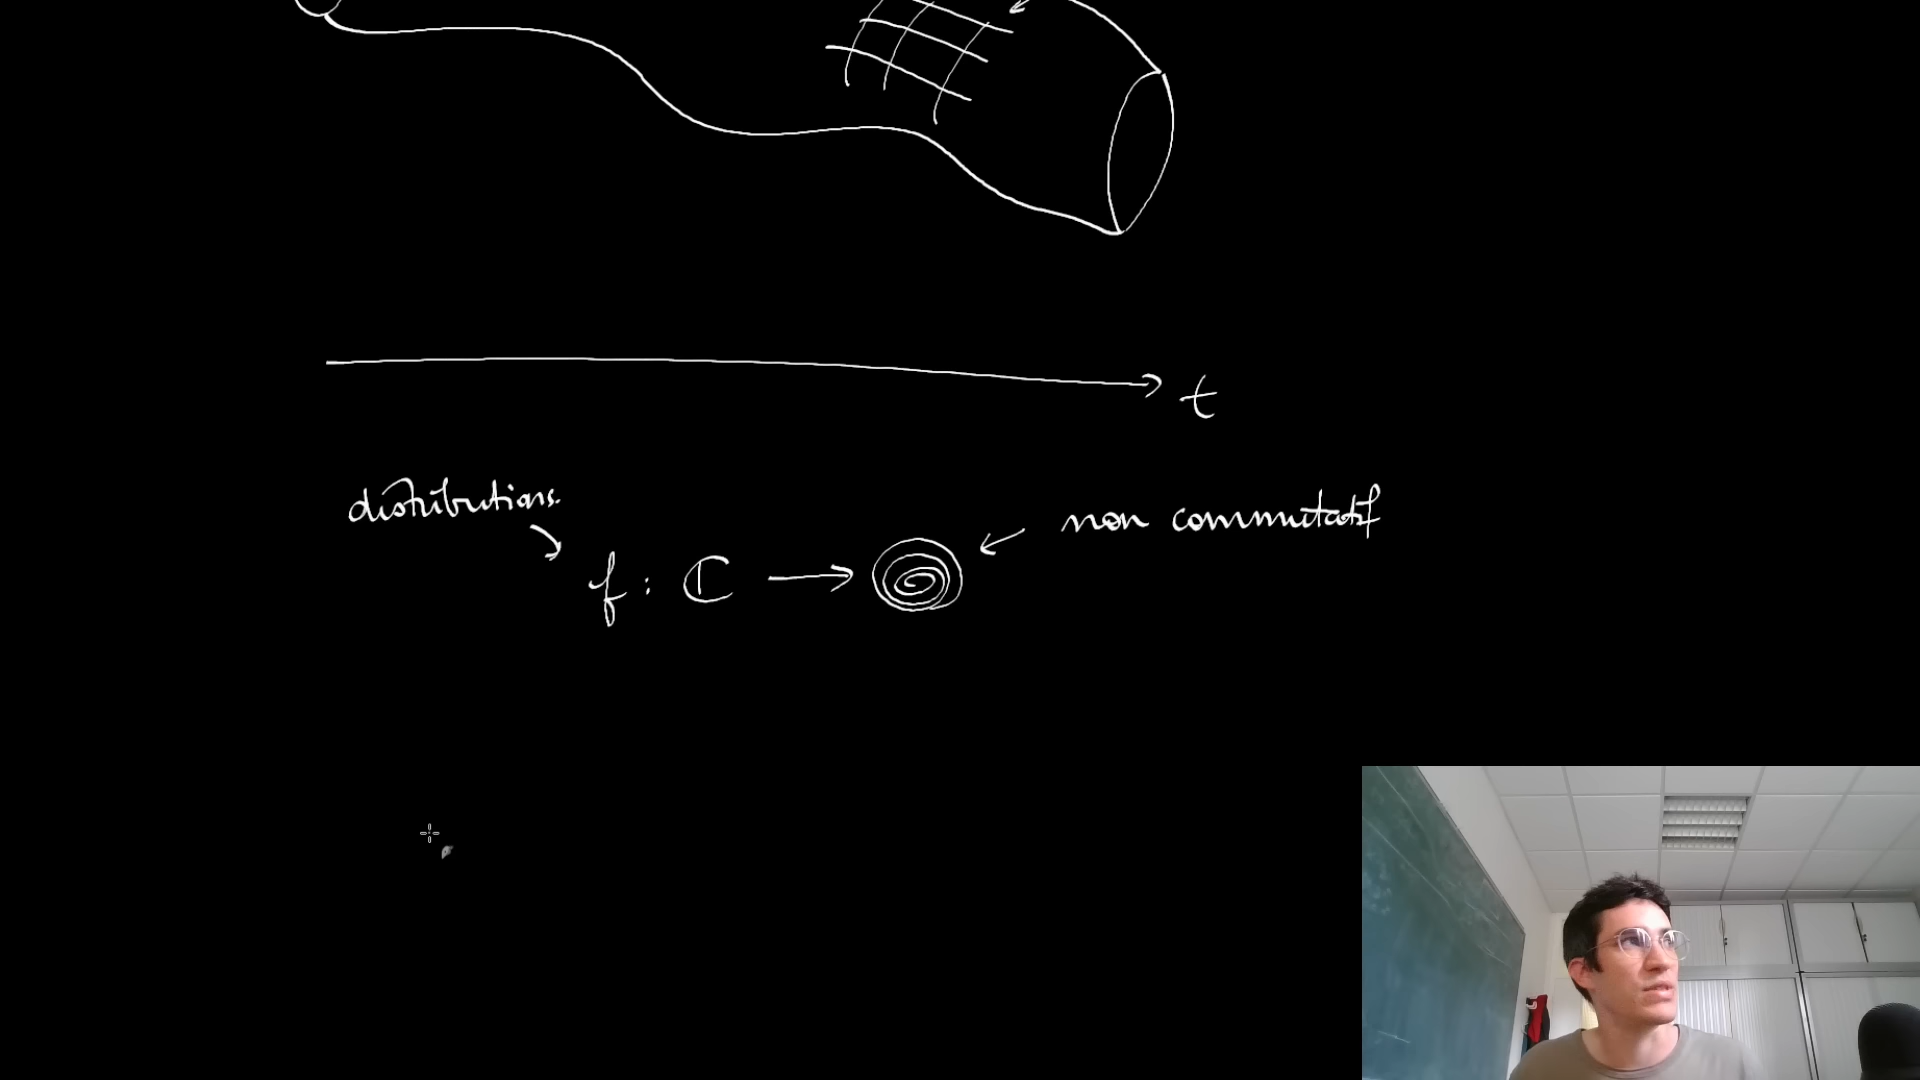 t
distributions.
non commutatif
f : ℂ →